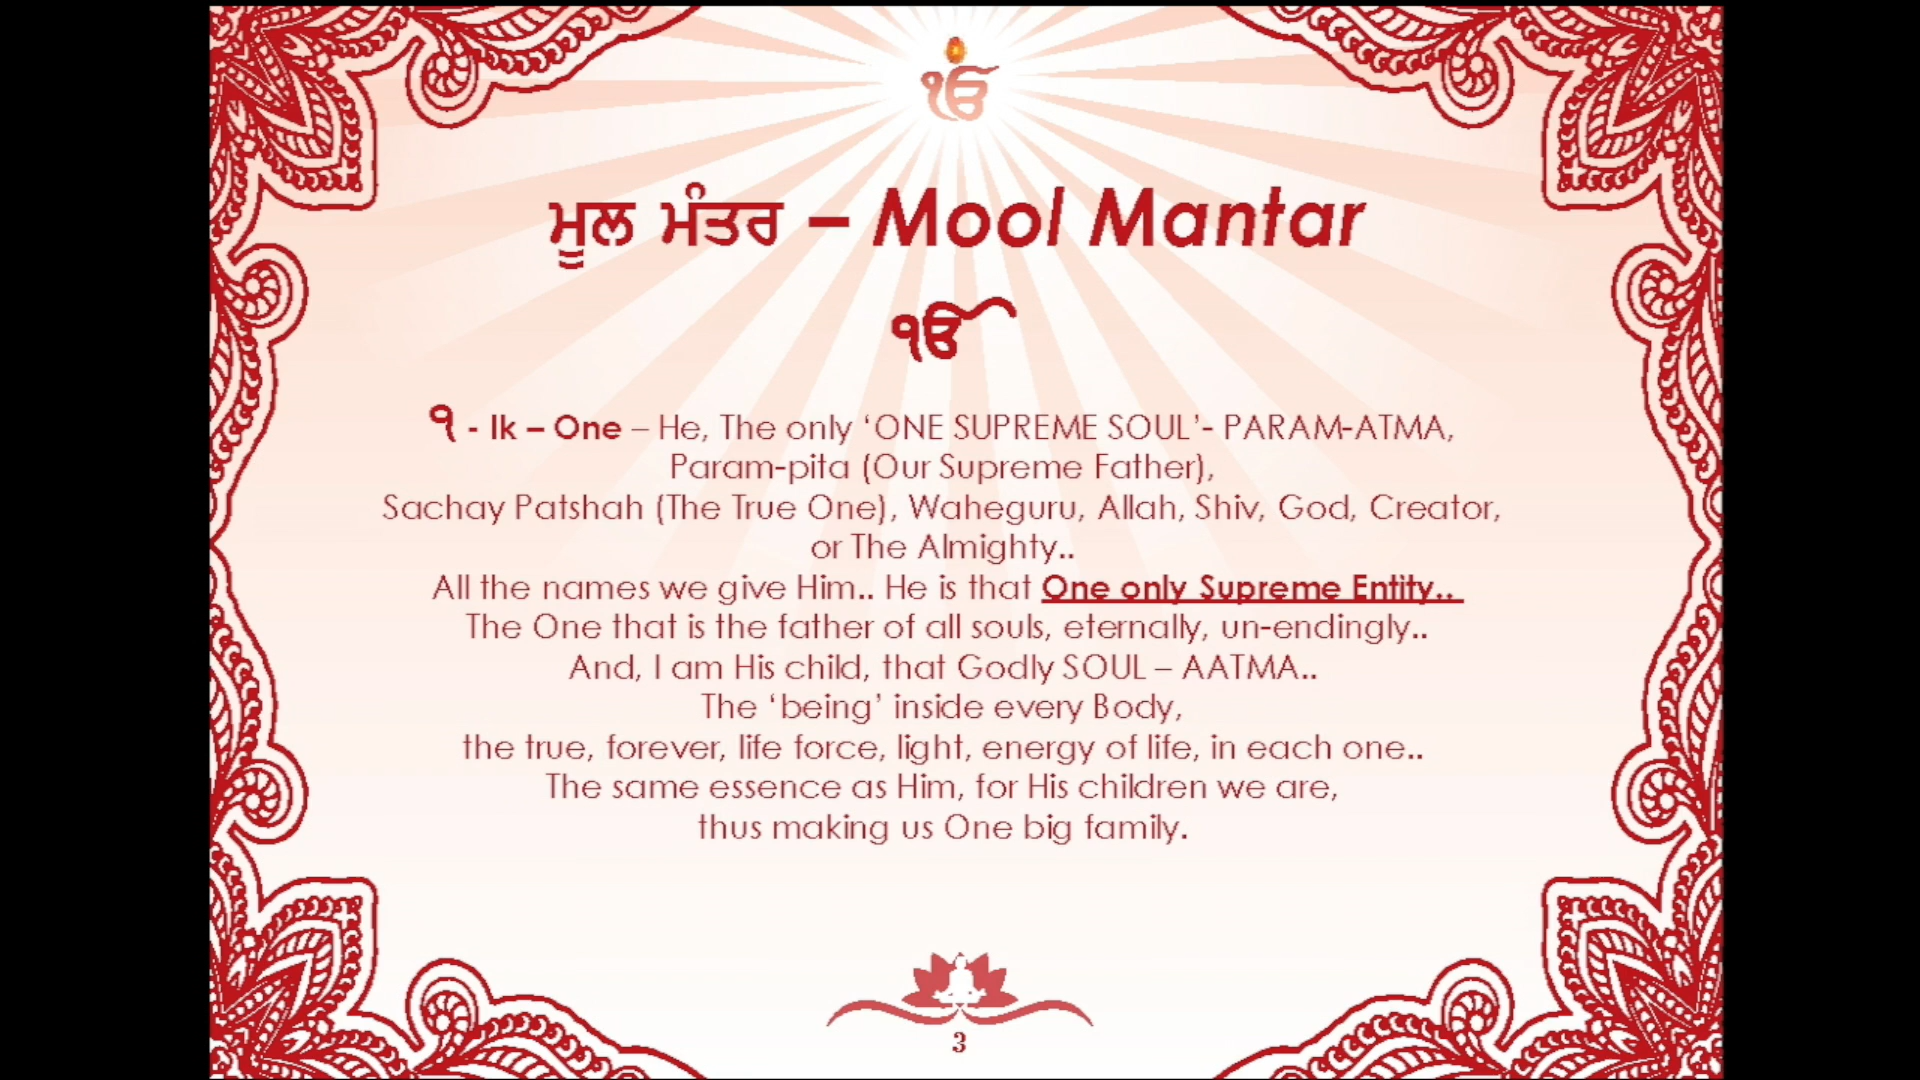 ੴ
ਮੂਲ ਮੰਤਰ – Mool Mantar
ੴ
੧ - Ik – One – He, The only ‘ONE SUPREME SOUL’- PARAM-ATMA,
Param-pita (Our Supreme Father),
Sachay Patshah (The True One), Waheguru, Allah, Shiv, God, Creator,
or The Almighty..
All the names we give Him.. He is that One only Supreme Entity..
The One that is the father of all souls, eternally, un-endingly..
And, I am His child, that Godly SOUL – AATMA..
The ‘being’ inside every Body,
the true, forever, life force, light, energy of life, in each one..
The same essence as Him, for His children we are,
thus making us One big family.
3